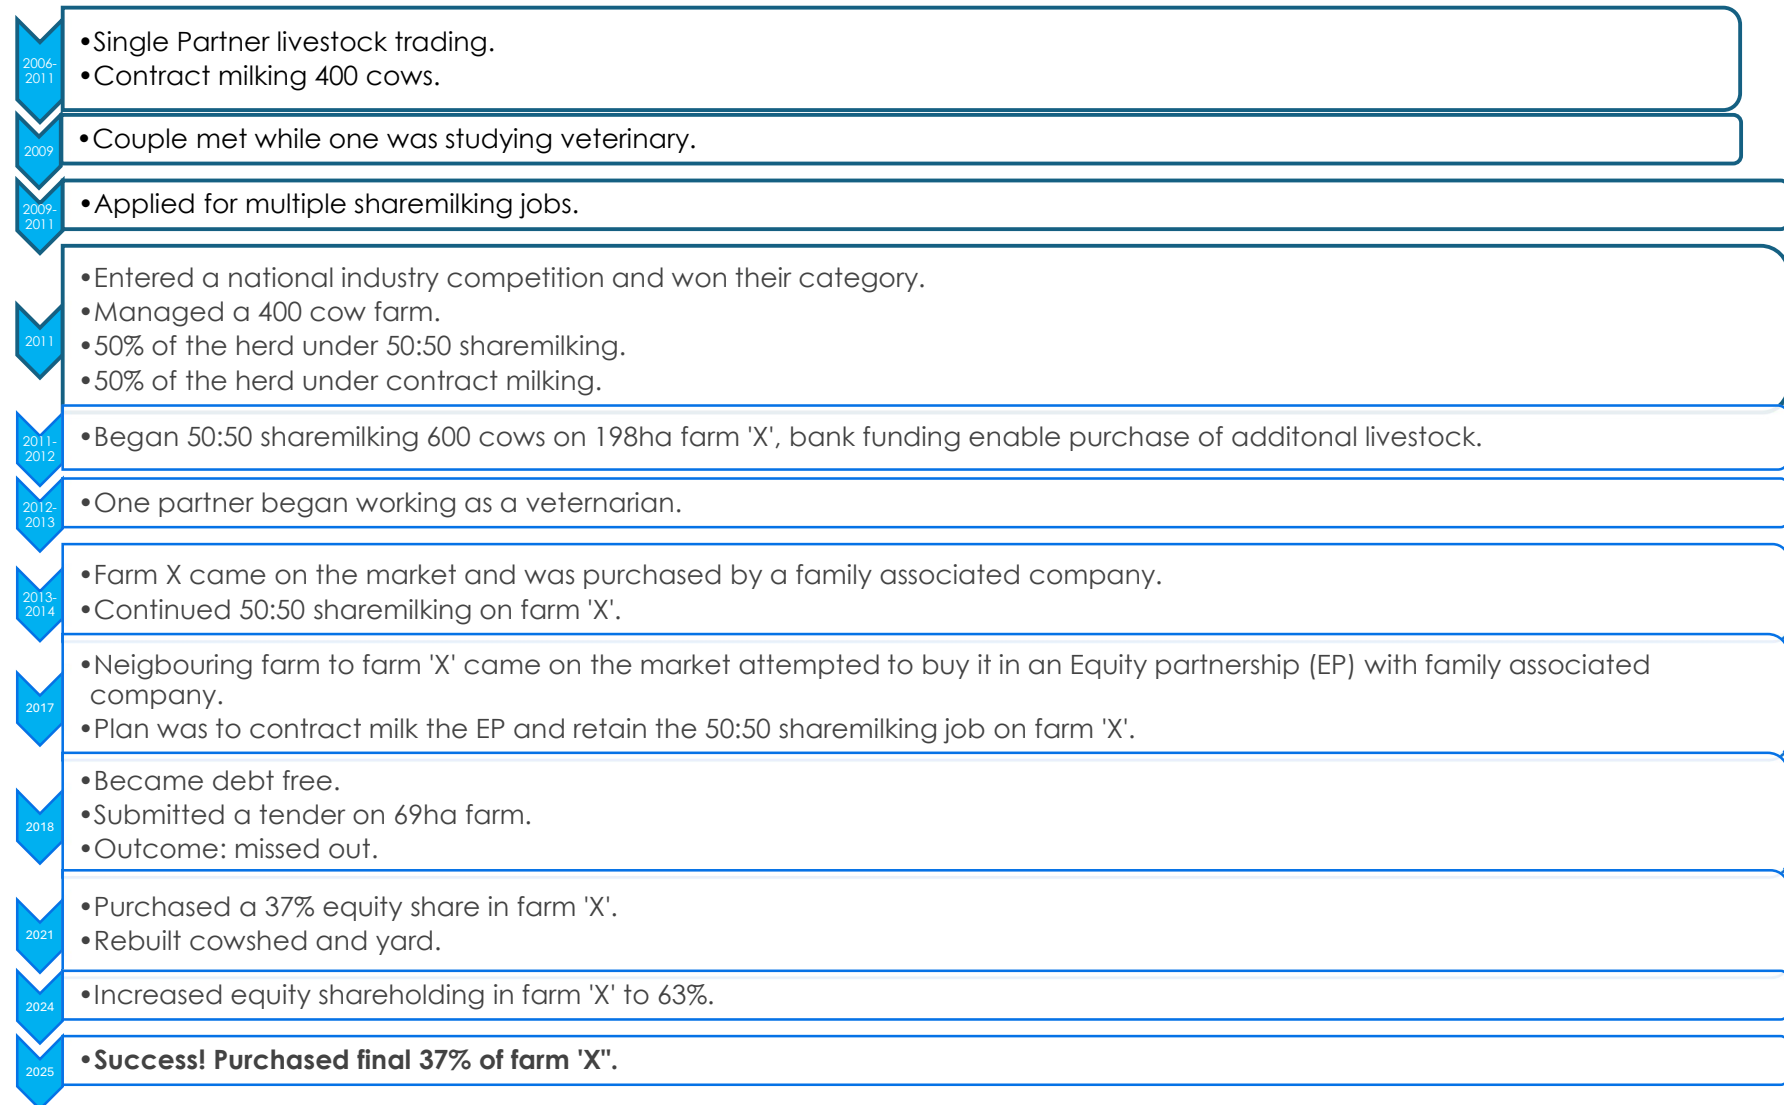 2006-
2011
•Single Partner livestock trading.
•Contract milking 400 cows.
2009
•Couple met while one was studying veterinary.
2009-
2011
•Applied for multiple sharemilking jobs.
2011
•Entered a national industry competition and won their category.
•Managed a 400 cow farm.
•50% of the herd under 50:50 sharemilking.
•50% of the herd under contract milking.
2011-
2012
•Began 50:50 sharemilking 600 cows on 198ha farm 'X', bank funding enable purchase of additonal livestock.
2012-
2013
•One partner began working as a veternarian.
2013-
2014
•Farm X came on the market and was purchased by a family associated company.
•Continued 50:50 sharemilking on farm 'X'.
2017
•Neigbouring farm to farm 'X' came on the market attempted to buy it in an Equity partnership (EP) with family associated
company.
•Plan was to contract milk the EP and retain the 50:50 sharemilking job on farm 'X'.
2018
•Became debt free.
•Submitted a tender on 69ha farm.
•Outcome: missed out.
2021
•Purchased a 37% equity share in farm 'X'.
•Rebuilt cowshed and yard.
2024
•Increased equity shareholding in farm 'X' to 63%.
2025
•Success! Purchased final 37% of farm 'X".